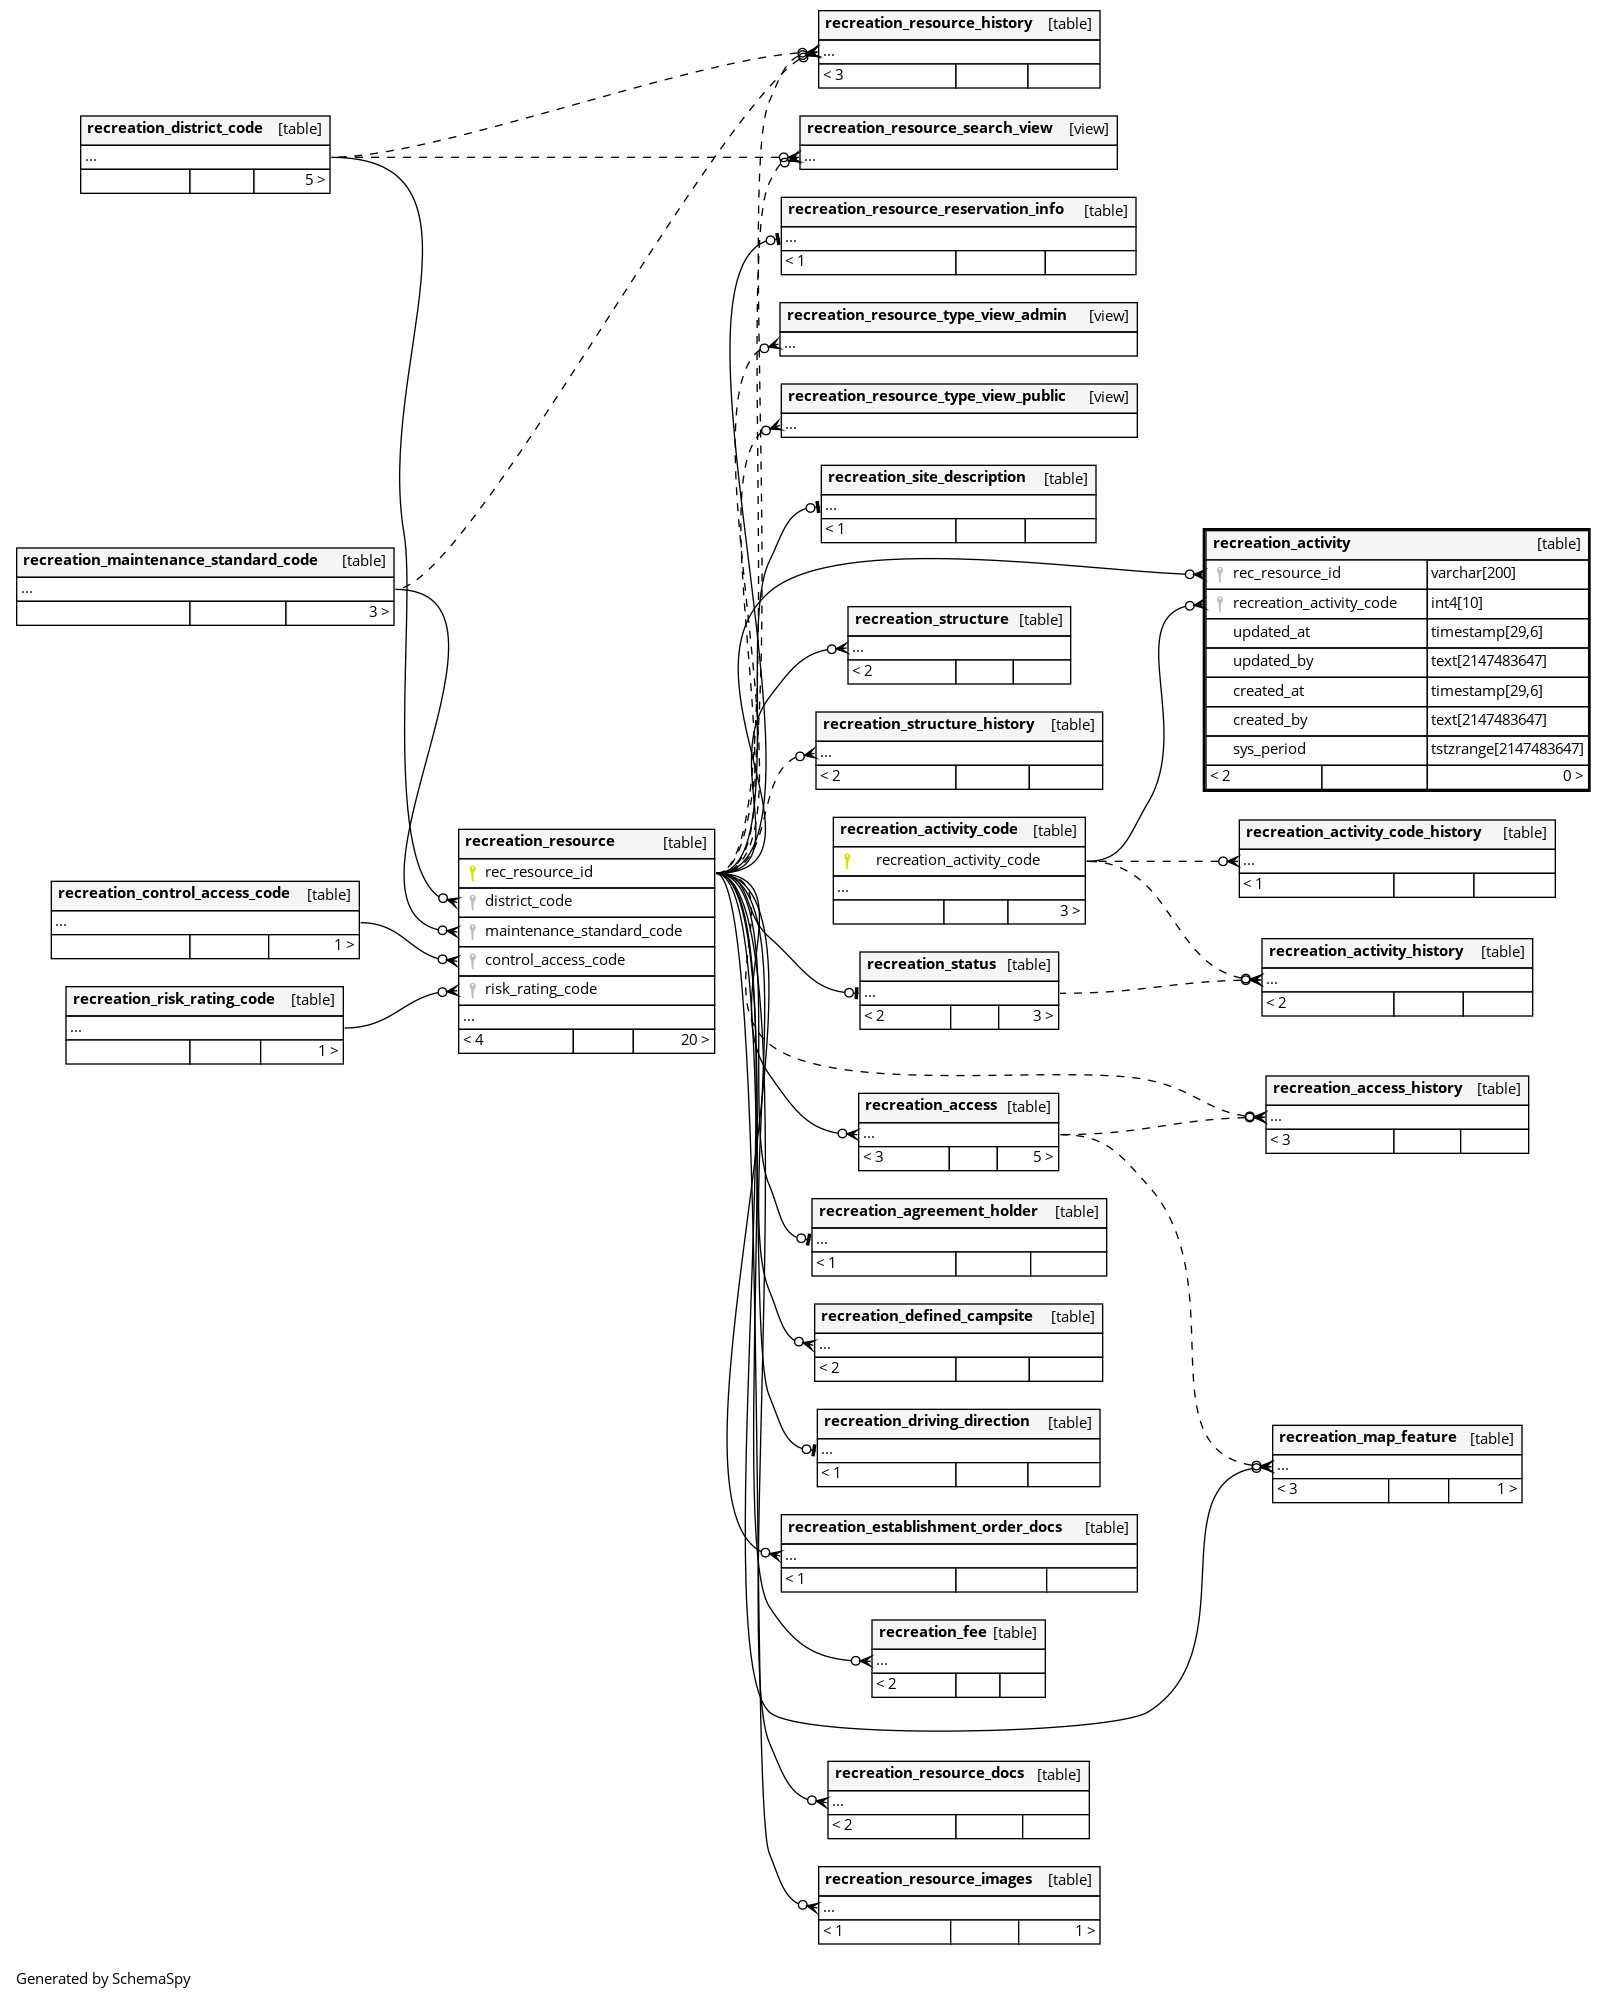 recreation_resource_history [table]
...
< 3
recreation_district_code [table]
...
5 >
recreation_resource_search_view [view]
...
recreation_resource_reservation_info [table]
...
< 1
recreation_resource_type_view_admin [view]
...
recreation_resource_type_view_public [view]
...
recreation_site_description [table]
...
< 1
recreation_maintenance_standard_code [table]
...
3 >
recreation_activity [table]
rec_resource_id varchar[200]
recreation_activity_code int4[10]
updated_at timestamp[29,6]
updated_by text[2147483647]
created_at timestamp[29,6]
created_by text[2147483647]
sys_period tstzrange[2147483647]
< 2 0 >
recreation_structure [table]
...
< 2
recreation_structure_history [table]
...
< 2
recreation_activity_code [table]
recreation_activity_code
...
3 >
recreation_activity_code_history [table]
...
< 1
recreation_resource [table]
rec_resource_id
district_code
maintenance_standard_code
control_access_code
risk_rating_code
...
< 4 20 >
recreation_control_access_code [table]
...
1 >
recreation_risk_rating_code [table]
...
1 >
recreation_status [table]
...
< 2 3 >
recreation_activity_history [table]
...
< 2
recreation_access [table]
...
< 3 5 >
recreation_access_history [table]
...
< 3
recreation_agreement_holder [table]
...
< 1
recreation_defined_campsite [table]
...
< 2
recreation_driving_direction [table]
...
< 1
recreation_map_feature [table]
...
< 3 1 >
recreation_establishment_order_docs [table]
...
< 1
recreation_fee [table]
...
< 2
recreation_resource_docs [table]
...
< 2
recreation_resource_images [table]
...
< 1 1 >
Generated by SchemaSpy